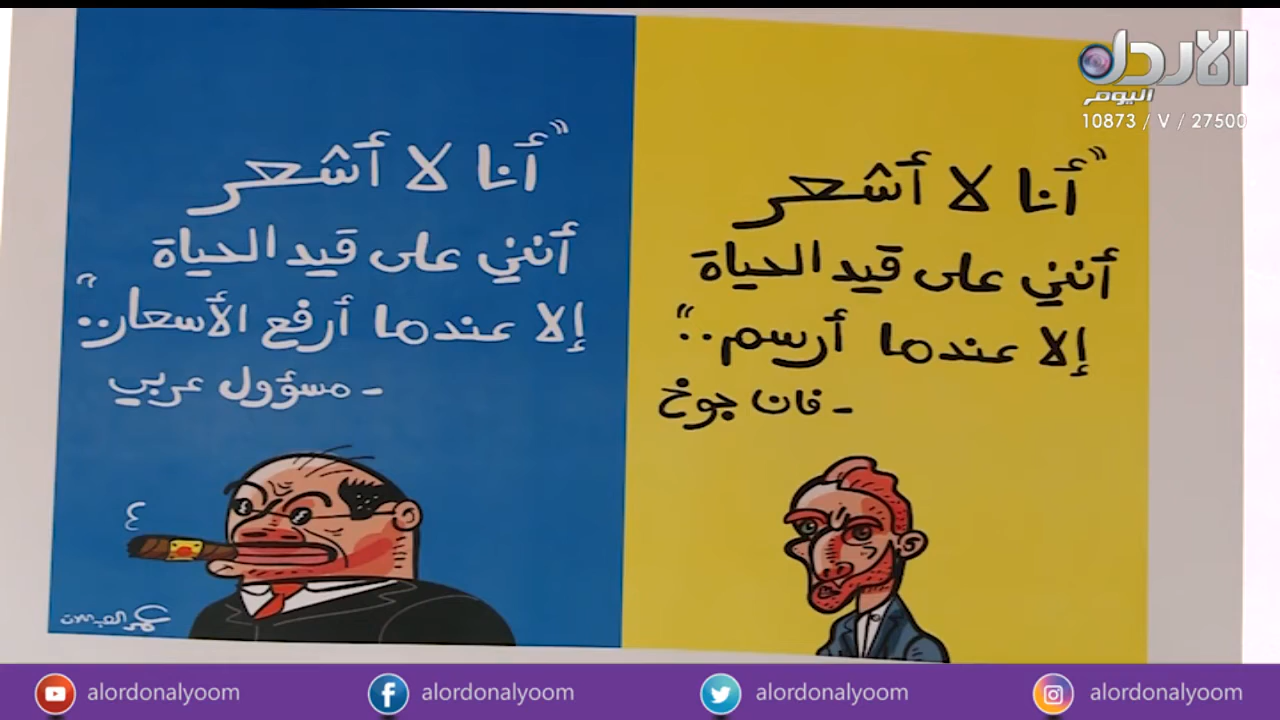 الاردن
اليوم
10873 / V / 27500
"أنا لا أشعر
أنني على قيد الحياة
إلا عندما أرسم.."
- فان جوخ
"أنا لا أشعر
أنني على قيد الحياة
إلا عندما أرفع الأسعار.."
- مسؤول عربي
alordonalyoom
alordonalyoom
alordonalyoom
alordonalyoom